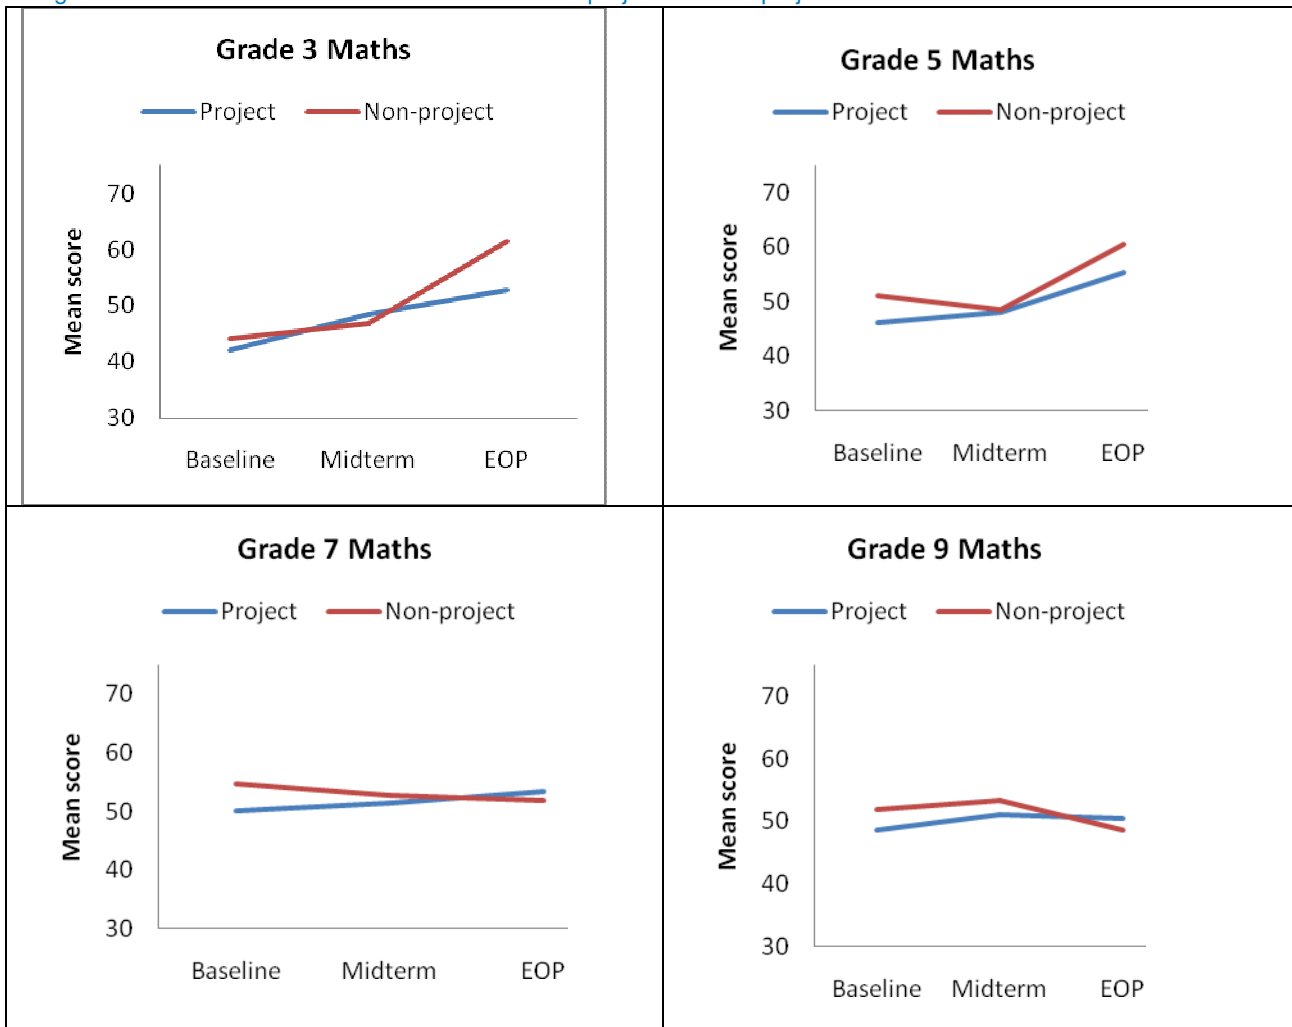 Grade 3 Maths
Project Non-project
Mean score
70
60
50
40
30
Baseline Midterm EOP
Grade 5 Maths
Project Non-project
Mean score
70
60
50
40
30
Baseline Midterm EOP
Grade 7 Maths
Project Non-project
Mean score
70
60
50
40
30
Baseline Midterm EOP
Grade 9 Maths
Project Non-project
Mean score
70
60
50
40
30
Baseline Midterm EOP